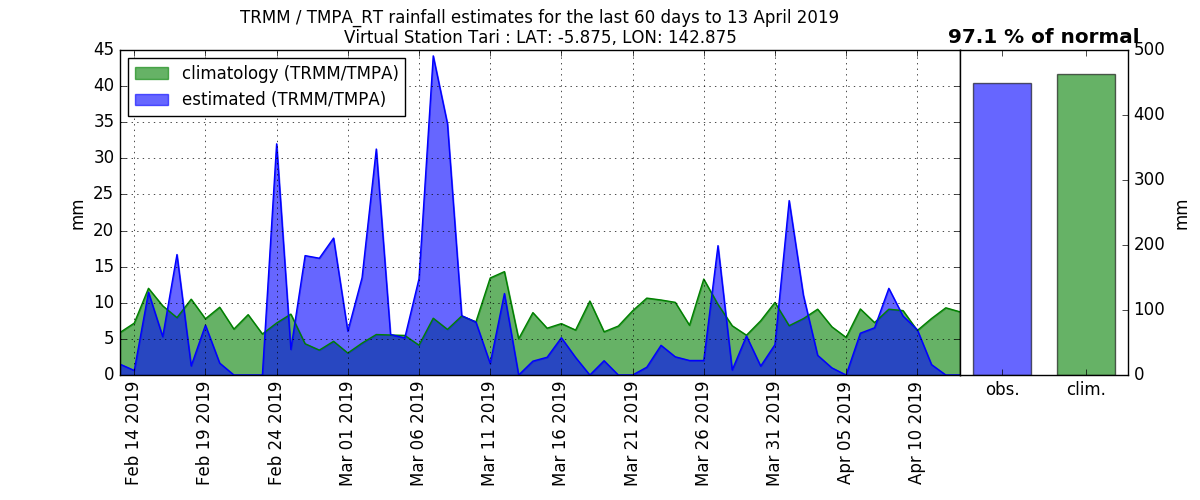 TRMM / TMPA_RT rainfall estimates for the last 60 days to 13 April 2019
Virtual Station Tari : LAT: -5.875, LON: 142.875
97.1 % of normal
climatology (TRMM/TMPA)
estimated (TRMM/TMPA)
mm
45
40
35
30
25
20
15
10
5
0
Feb 14 2019
Feb 19 2019
Feb 24 2019
Mar 01 2019
Mar 06 2019
Mar 11 2019
Mar 16 2019
Mar 21 2019
Mar 26 2019
Mar 31 2019
Apr 05 2019
Apr 10 2019
500
400
300
200
100
0
mm
obs.
clim.